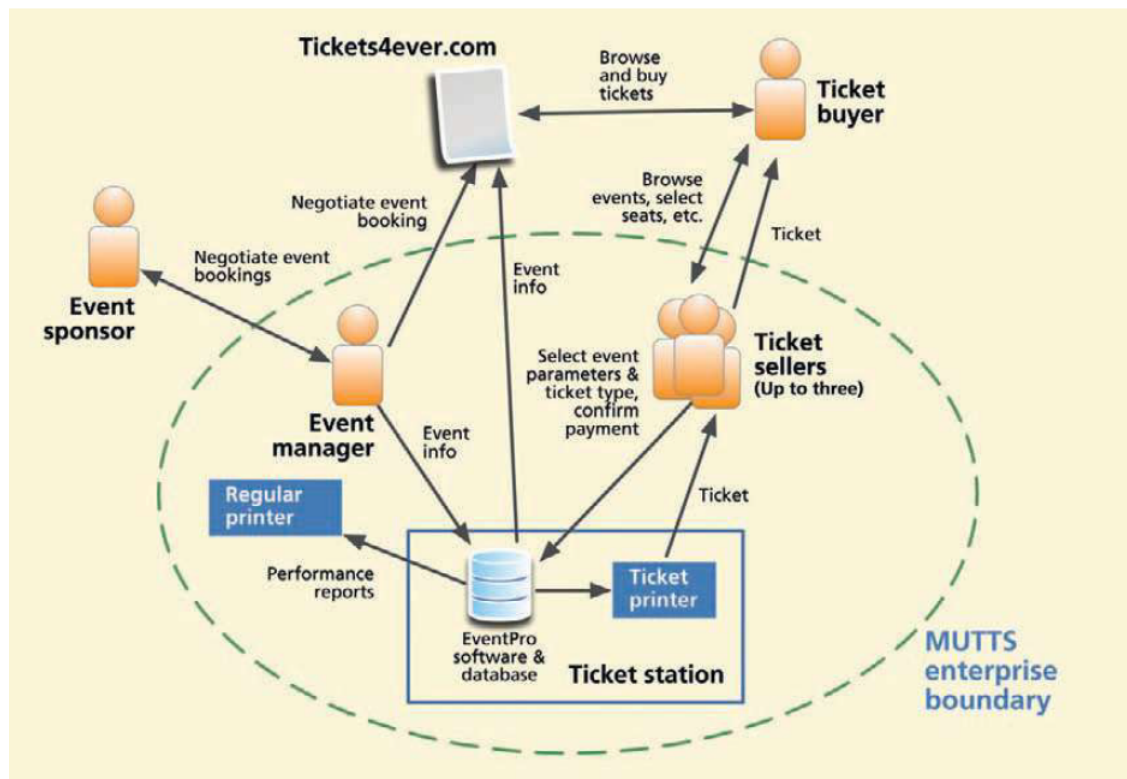 Tickets4ever.com
Browse
and buy
tickets
Ticket
buyer
Negotiate event
booking
Browse
events, select
seats, etc.
Ticket
Negotiate event
bookings
Event
sponsor
Event
info
Select event
parameters &
ticket type,
confirm
payment
Ticket
sellers
(Up to three)
Event
manager
Event
info
Regular
printer
Ticket
Performance
reports
Ticket
printer
EventPro
software &
database
Ticket station
MUTTS
enterprise
boundary